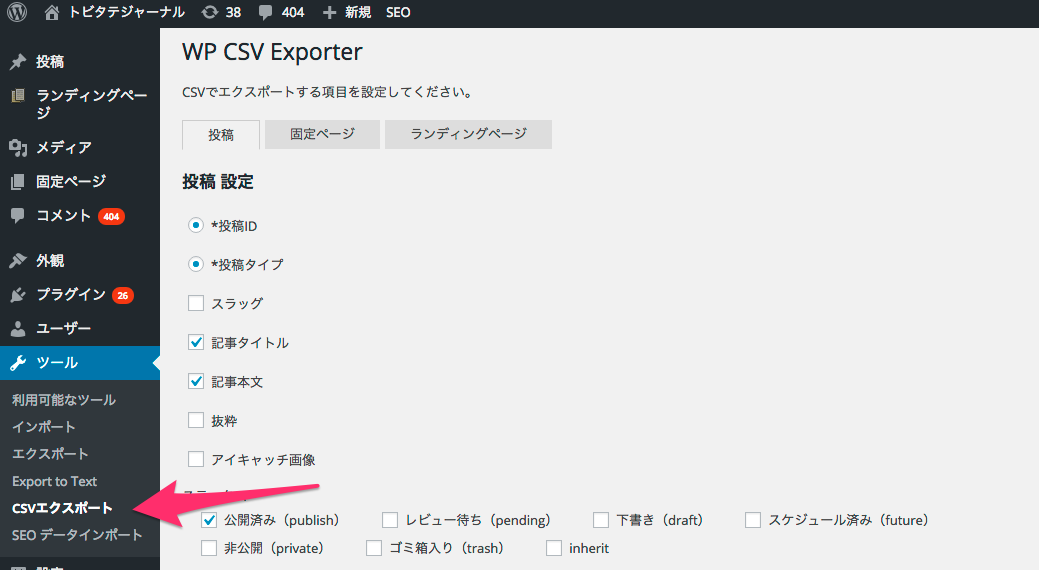 トビタテジャーナル 38 404 新規 SEO
投稿
ランディングペー
ジ
メディア
固定ページ
コメント 404
外観
プラグイン 26
ユーザー
ツール
利用可能なツール
インポート
エクスポート
Export to Text
CSVエクスポート
SEO データインポート
WP CSV Exporter
CSVでエクスポートする項目を設定してください。
投稿 固定ページ ランディングページ
投稿 設定
*投稿ID
*投稿タイプ
スラッグ
記事タイトル
記事本文
抜粋
アイキャッチ画像
公開済み（publish） レビュー待ち（pending） 下書き（draft） スケジュール済み（future）
非公開（private） ゴミ箱入り（trash） inherit